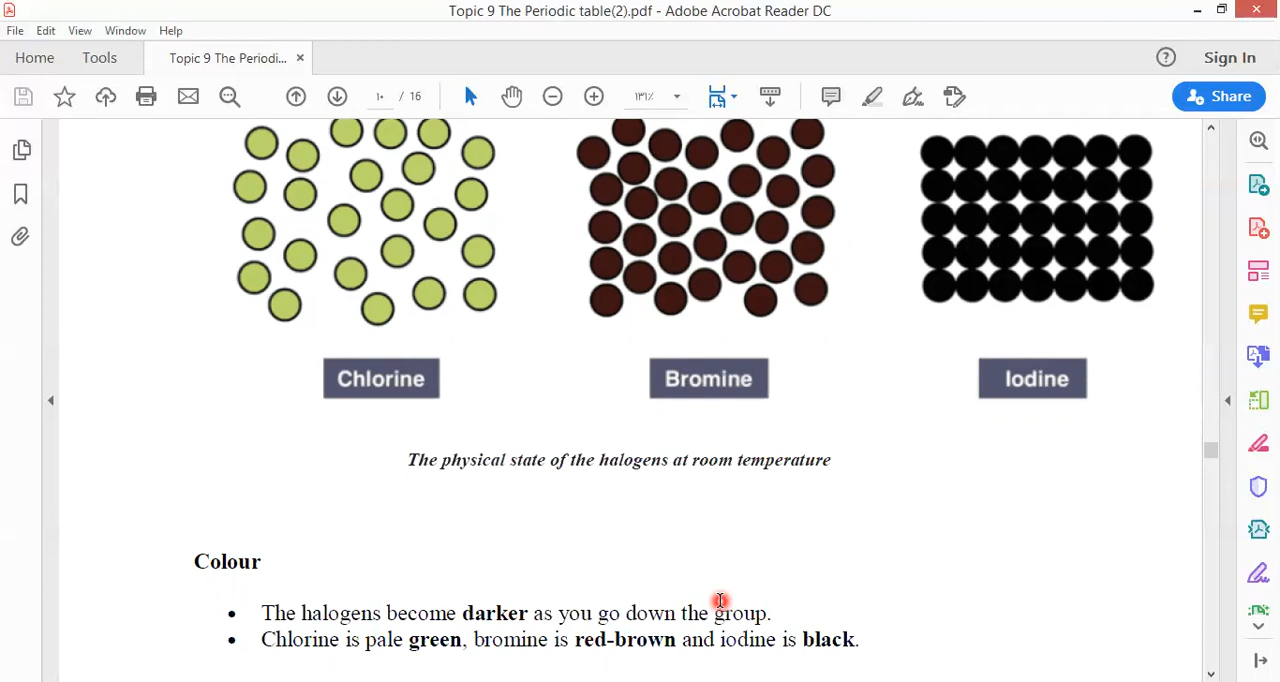 Topic 9 The Periodic table(2).pdf - Adobe Acrobat Reader DC
File Edit View Window Help
Home Tools Topic 9 The Periodi... × Sign In
١٠ / 16 ١٣١٪ Share
Chlorine Bromine Iodine
The physical state of the halogens at room temperature
Colour
• The halogens become darker as you go down the group.
• Chlorine is pale green, bromine is red-brown and iodine is black.